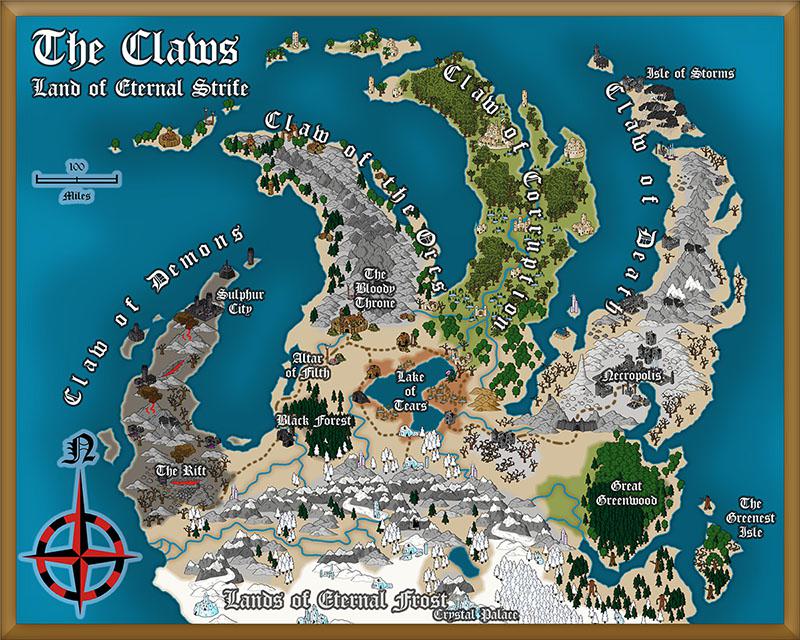 The Claws
Land of Eternal Strife
100
Miles
Isle of Storms
Claw of Corruption
Claw of Death
Claw of the Orcs
Claw of Demons
Sulphur
City
The
Bloody
Throne
Altar
of Filth
Lake
of
Tears
Necropolis
Black Forest
N
The Rift
Great
Greenwood
The
Greenest
Isle
Lands of Eternal Frost
Crystal Palace